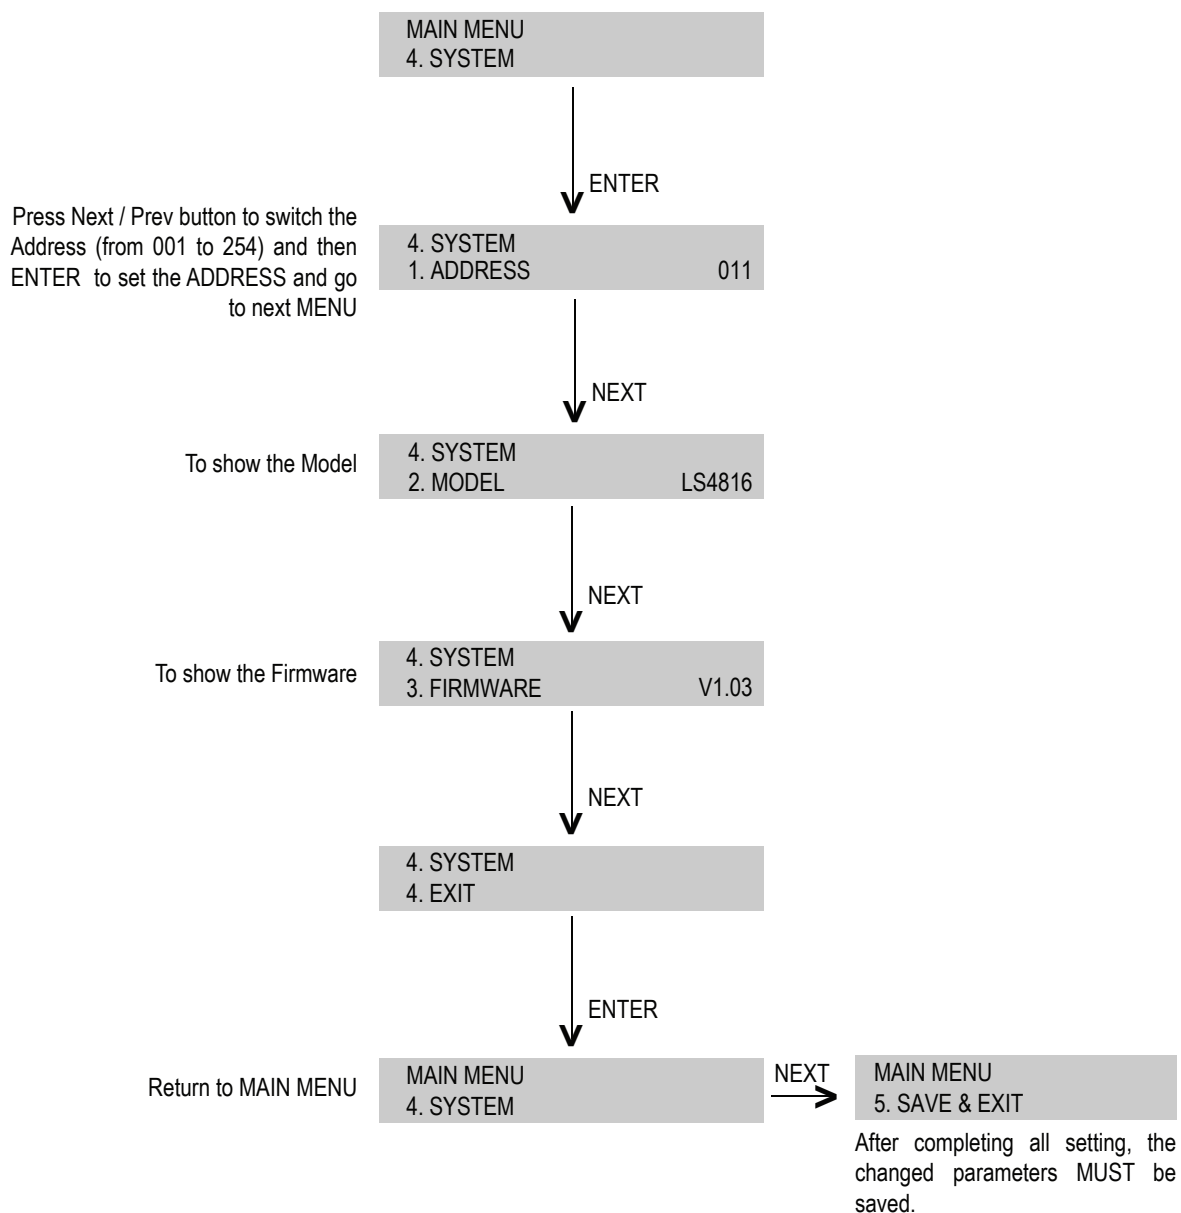 MAIN MENU
4. SYSTEM
ENTER
Press Next / Prev button to switch the
Address (from 001 to 254) and then
ENTER to set the ADDRESS and go
to next MENU
4. SYSTEM
1. ADDRESS 011
NEXT
To show the Model
4. SYSTEM
2. MODEL LS4816
NEXT
To show the Firmware
4. SYSTEM
3. FIRMWARE V1.03
NEXT
4. SYSTEM
4. EXIT
ENTER
Return to MAIN MENU
MAIN MENU
4. SYSTEM
NEXT
MAIN MENU
5. SAVE & EXIT
After completing all setting, the
changed parameters MUST be
saved.